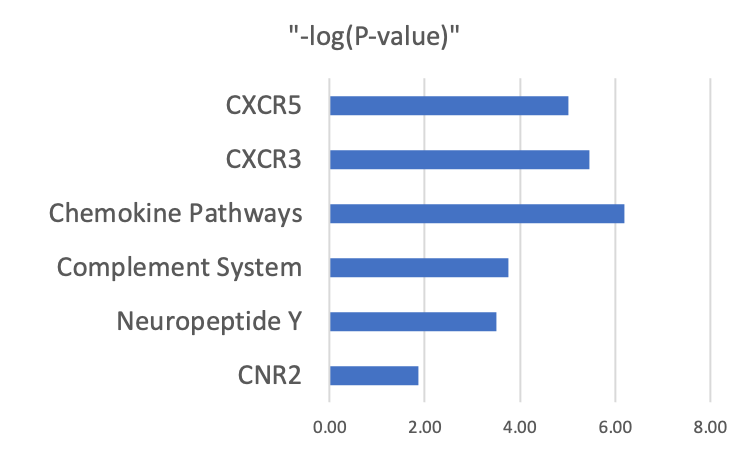 "-log(P-value)"
CXCR5
CXCR3
Chemokine Pathways
Complement System
Neuropeptide Y
CNR2
0.00 2.00 4.00 6.00 8.00